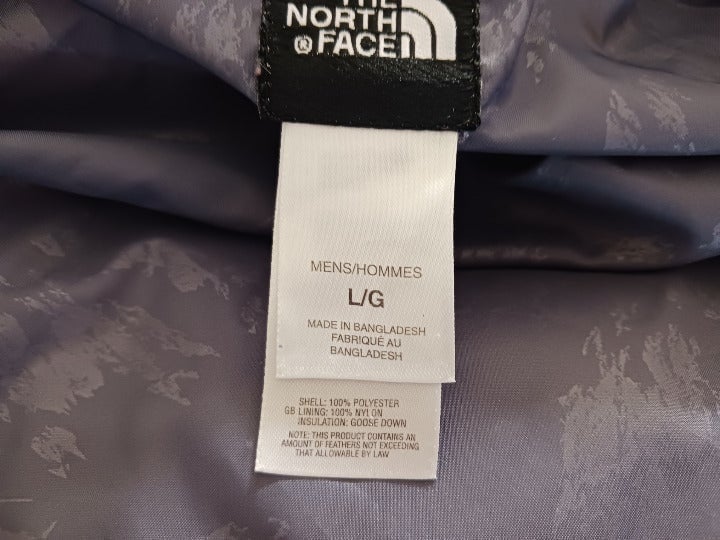 THE
NORTH
FACE
®
MENS/HOMMES
L/G
MADE IN BANGLADESH
FABRIQUÉ AU
BANGLADESH
SHELL: 100% POLYESTER
GB LINING: 100% NYLON
INSULATION: GOOSE DOWN
NOTE: THIS PRODUCT CONTAINS AN
AMOUNT OF FEATHERS NOT EXCEEDING
THAT ALLOWABLE BY LAW